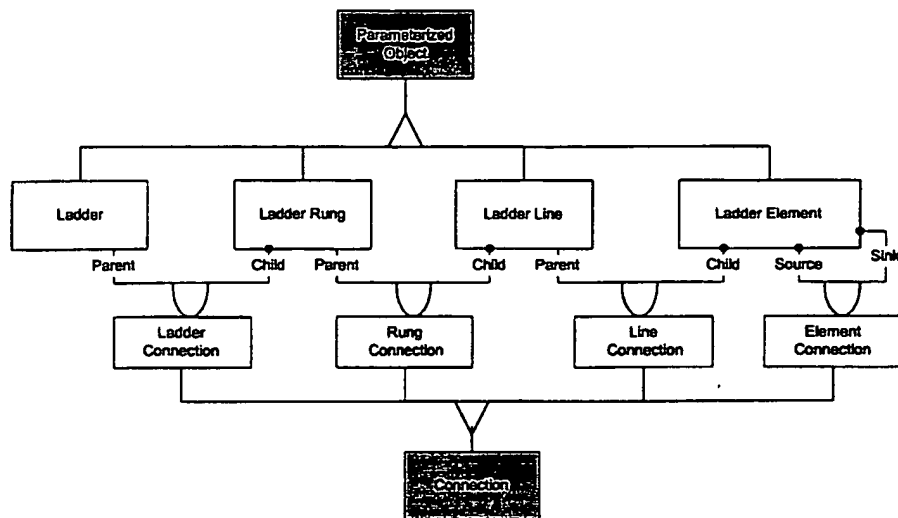 Parameterized
Object
Ladder
Ladder Rung
Ladder Line
Ladder Element
Parent
Child
Parent
Child
Parent
Child
Source
Sink
Ladder
Connection
Rung
Connection
Line
Connection
Element
Connection
Connection